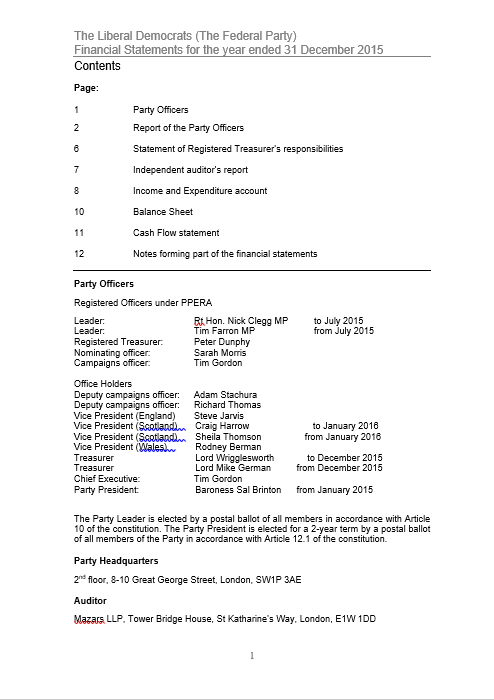 The Liberal Democrats (The Federal Party)
Financial Statements for the year ended 31 December 2015
Contents
Page:
1 Party Officers
2 Report of the Party Officers
6 Statement of Registered Treasurer's responsibilities
7 Independent auditor's report
8 Income and Expenditure account
10 Balance Sheet
11 Cash Flow statement
12 Notes forming part of the financial statements
Party Officers
Registered Officers under PPERA
Leader: Rt.Hon. Nick Clegg MP to July 2015
Leader: Tim Farron MP from July 2015
Registered Treasurer: Peter Dunphy
Nominating officer: Sarah Morris
Campaigns officer: Tim Gordon
Office Holders
Deputy campaigns officer: Adam Stachura
Deputy campaigns officer: Richard Thomas
Vice President (England) Steve Jarvis
Vice President (Scotland) Craig Harrow to January 2016
Vice President (Scotland) Sheila Thomson from January 2016
Vice President (Wales) Rodney Berman
Treasurer Lord Wrigglesworth to December 2015
Treasurer Lord Mike German from December 2015
Chief Executive: Tim Gordon
Party President: Baroness Sal Brinton from January 2015
The Party Leader is elected by a postal ballot of all members in accordance with Article
10 of the constitution. The Party President is elected for a 2-year term by a postal ballot
of all members of the Party in accordance with Article 12.1 of the constitution.
Party Headquarters
2nd floor, 8-10 Great George Street, London, SW1P 3AE
Auditor
Mazars LLP, Tower Bridge House, St Katharine's Way, London, E1W 1DD
1